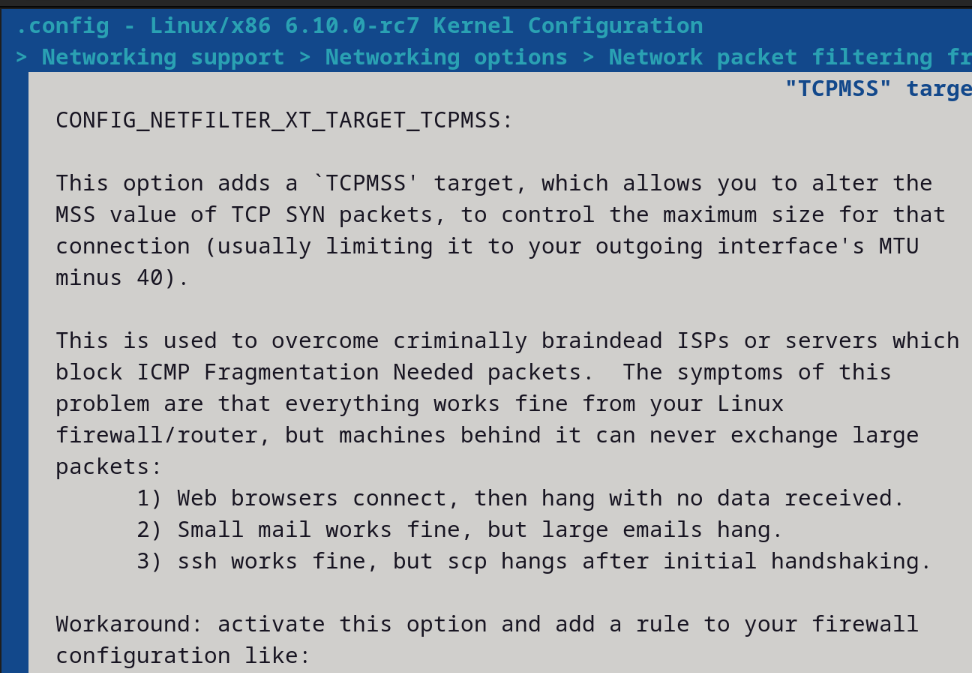 .config - Linux/x86 6.10.0-rc7 Kernel Configuration
> Networking support > Networking options > Network packet filtering fr
"TCPMSS" targe
CONFIG_NETFILTER_XT_TARGET_TCPMSS:
This option adds a `TCPMSS' target, which allows you to alter the
MSS value of TCP SYN packets, to control the maximum size for that
connection (usually limiting it to your outgoing interface's MTU
minus 40).
This is used to overcome criminally braindead ISPs or servers which
block ICMP Fragmentation Needed packets.  The symptoms of this
problem are that everything works fine from your Linux
firewall/router, but machines behind it can never exchange large
packets:
1) Web browsers connect, then hang with no data received.
2) Small mail works fine, but large emails hang.
3) ssh works fine, but scp hangs after initial handshaking.
Workaround: activate this option and add a rule to your firewall
configuration like: